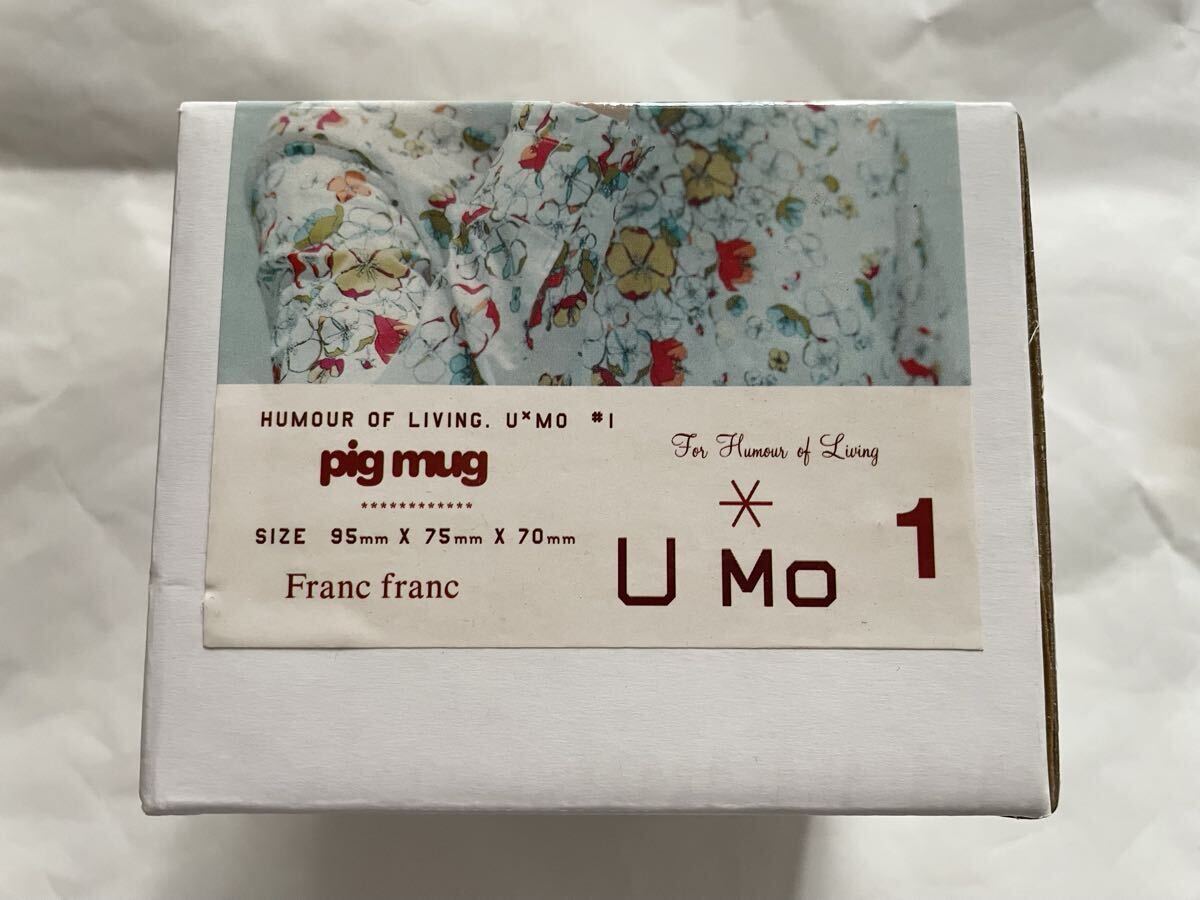 HUMOUR OF LIVING. U×MO #1
pig mug
************
SIZE 95mm X 75mm X 70mm
Franc franc
For Humour of Living
*
U Mo
1